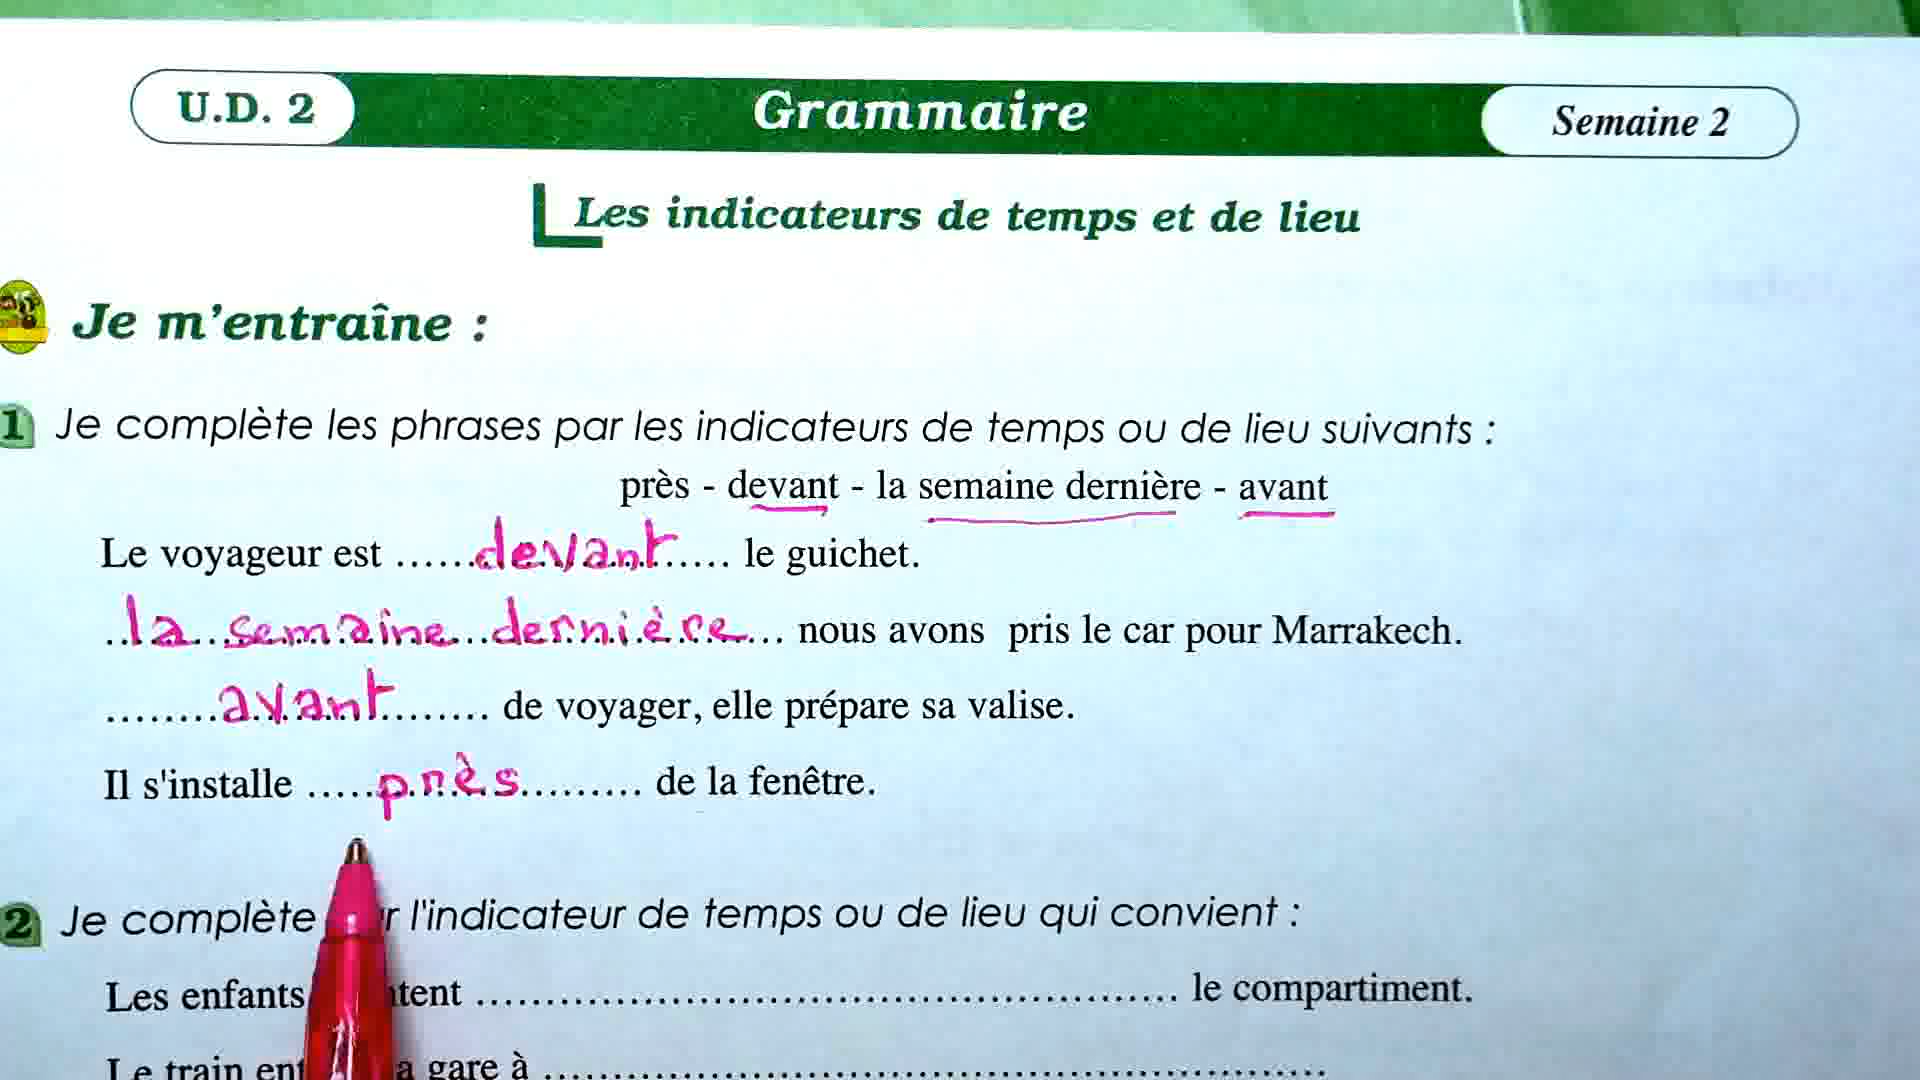 U.D. 2 Grammaire Semaine 2
Les indicateurs de temps et de lieu
Je m'entraîne :
1 Je complète les phrases par les indicateurs de temps ou de lieu suivants :
près - devant - la semaine dernière - avant
Le voyageur est ......devant...... le guichet.
..la semaine dernière... nous avons pris le car pour Marrakech.
........avant........ de voyager, elle prépare sa valise.
Il s'installe .....près......... de la fenêtre.
2 Je complète l'indicateur de temps ou de lieu qui convient :
Les enfants .................................................... le compartiment.
Le train gare à ..........................................................